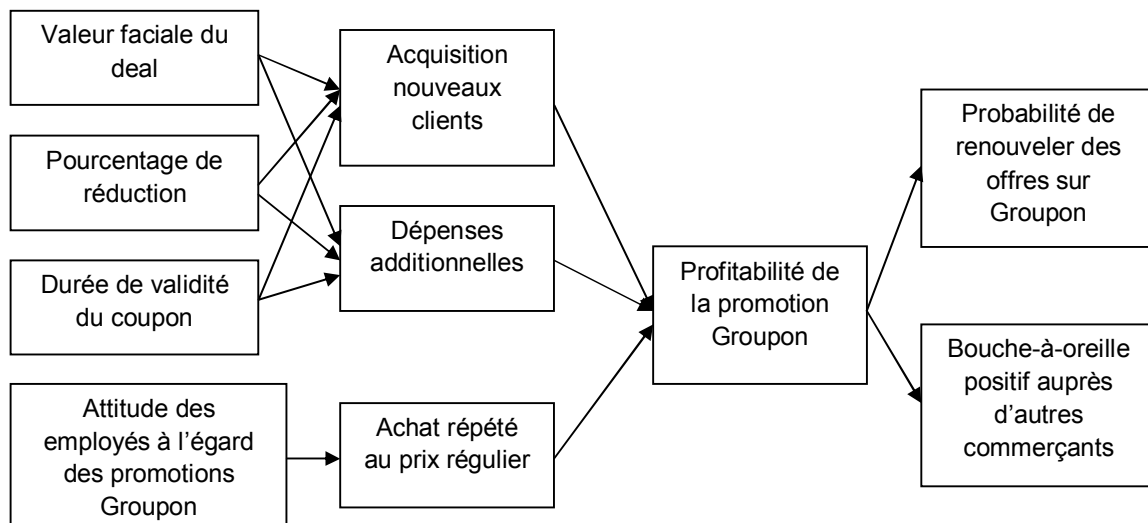 Valeur faciale du
deal
Pourcentage de
réduction
Durée de validité
du coupon
Attitude des
employés à l’égard
des promotions
Groupon
Acquisition
nouveaux
clients
Dépenses
additionnelles
Achat répété
au prix régulier
Profitabilité de
la promotion
Groupon
Probabilité de
renouveler des
offres sur
Groupon
Bouche-à-oreille
positif auprès
d’autres
commerçants